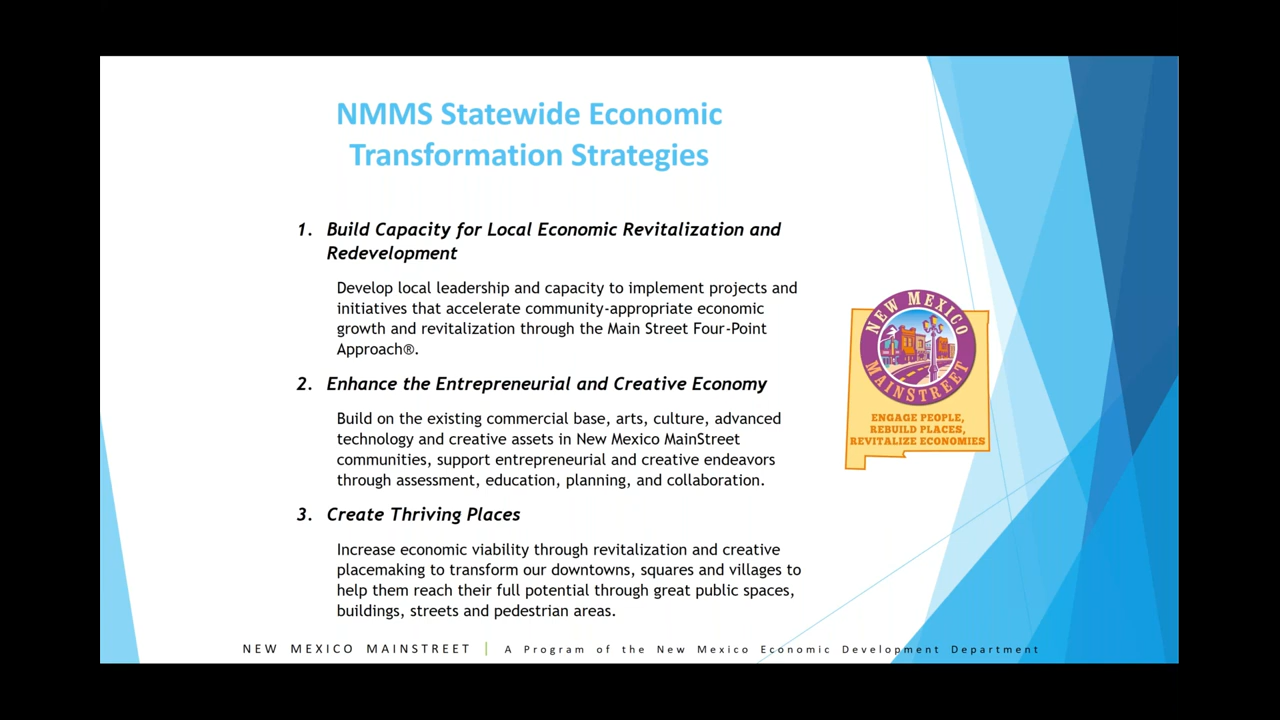 NMMS Statewide Economic
Transformation Strategies
1. Build Capacity for Local Economic Revitalization and
Redevelopment
Develop local leadership and capacity to implement projects and
initiatives that accelerate community-appropriate economic
growth and revitalization through the Main Street Four-Point
Approach®.
2. Enhance the Entrepreneurial and Creative Economy
Build on the existing commercial base, arts, culture, advanced
technology and creative assets in New Mexico MainStreet
communities, support entrepreneurial and creative endeavors
through assessment, education, planning, and collaboration.
3. Create Thriving Places
Increase economic viability through revitalization and creative
placemaking to transform our downtowns, squares and villages to
help them reach their full potential through great public spaces,
buildings, streets and pedestrian areas.
NEW MEXICO
MAINSTREET
ENGAGE PEOPLE,
REBUILD PLACES,
REVITALIZE ECONOMIES
NEW MEXICO MAINSTREET | A Program of the New Mexico Economic Development Department